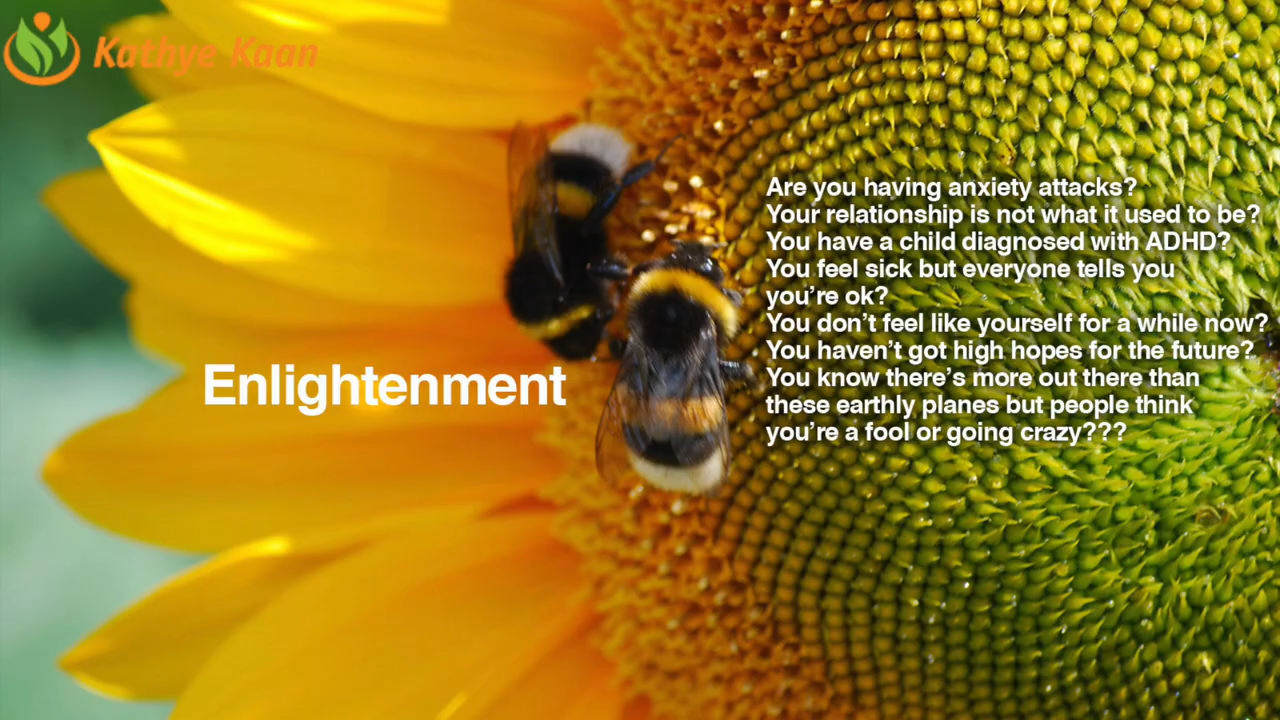 Kathye Kaan
Are you having anxiety attacks?
Your relationship is not what it used to be?
You have a child diagnosed with ADHD?
You feel sick but everyone tells you
you're ok?
You don't feel like yourself for a while now?
You haven't got high hopes for the future?
You know there's more out there than
these earthly planes but people think
you're a fool or going crazy???
Enlightenment